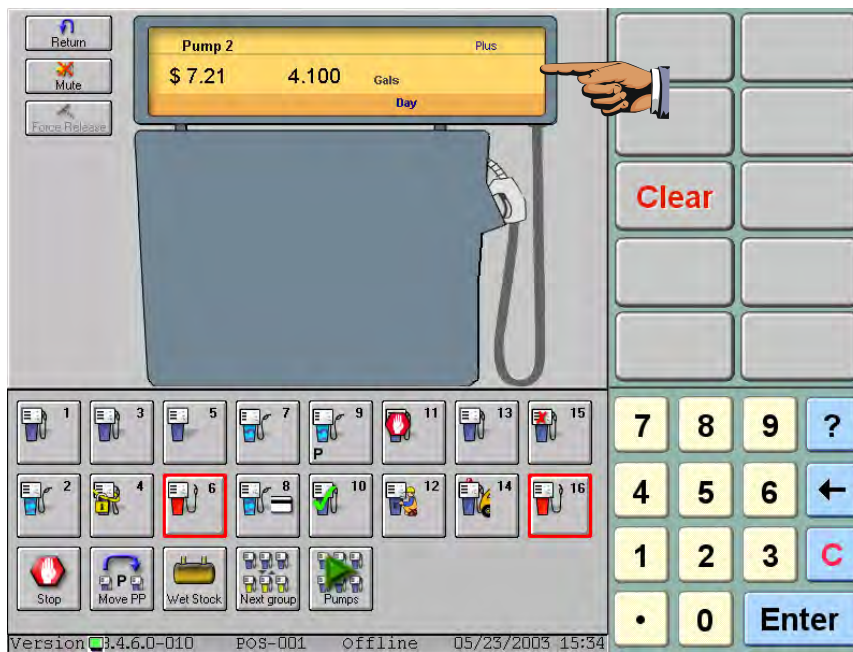 Return
Mute
Force Release
Pump 2
Plus
$ 7.21 4.100 Gals
Day
Clear
1 3 5 7 9 11 13 15
P
2 4 6 8 10 12 14 16
Stop
P
Move PP
Wet Stock
Next group
Pumps
7 8 9 ?
4 5 6 ←
1 2 3 C
• 0 Enter
Version 3.4.6.0-010 POS-001 Offline 05/23/2003 15:34